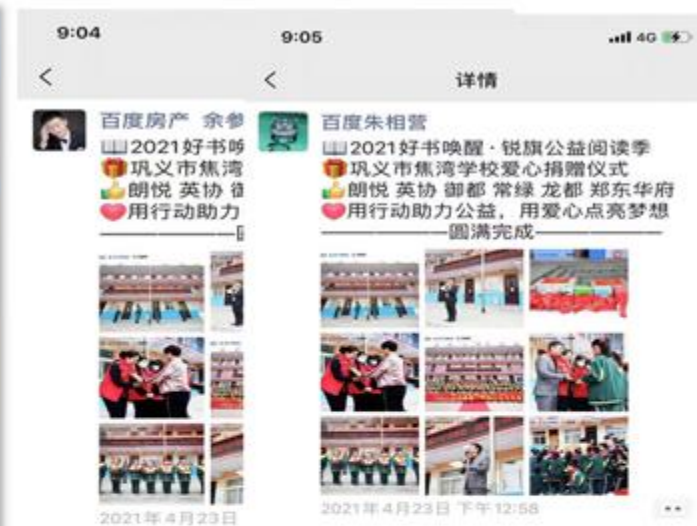 9:04
百度房产 余参
2021好书唤
巩义市焦湾
朗悦 英协 御
用行动助力
2021年4月23日
9:05
4G
详情
百度朱相营
2021好书唤醒·锐旗公益阅读季
巩义市焦湾学校爱心捐赠仪式
朗悦 英协 御都 常绿 龙都 郑东华府
用行动助力公益，用爱心点亮梦想
————圆满完成————
2021年4月23日 下午12:58